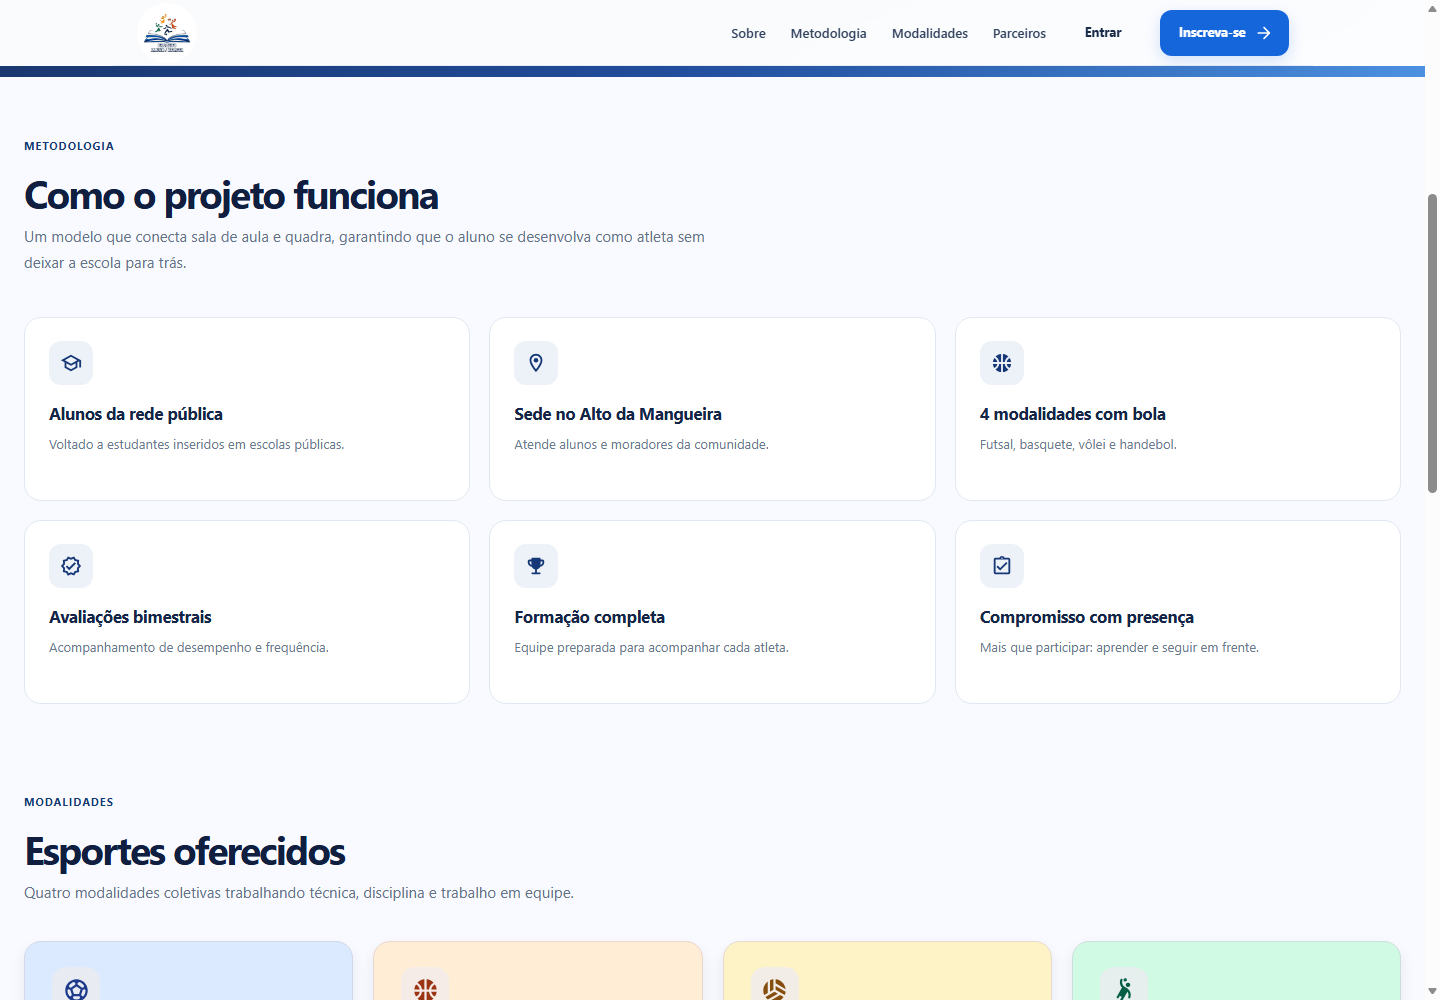 Sobre
Metodologia
Modalidades
Parceiros
Entrar
Inscreva-se
METODOLOGIA
Como o projeto funciona
Um modelo que conecta sala de aula e quadra, garantindo que o aluno se desenvolva como atleta sem
deixar a escola para trás.
Alunos da rede pública
Voltado a estudantes inseridos em escolas públicas.
Sede no Alto da Mangueira
Atende alunos e moradores da comunidade.
4 modalidades com bola
Futsal, basquete, vôlei e handebol.
Avaliações bimestrais
Acompanhamento de desempenho e frequência.
Formação completa
Equipe preparada para acompanhar cada atleta.
Compromisso com presença
Mais que participar: aprender e seguir em frente.
MODALIDADES
Esportes oferecidos
Quatro modalidades coletivas trabalhando técnica, disciplina e trabalho em equipe.